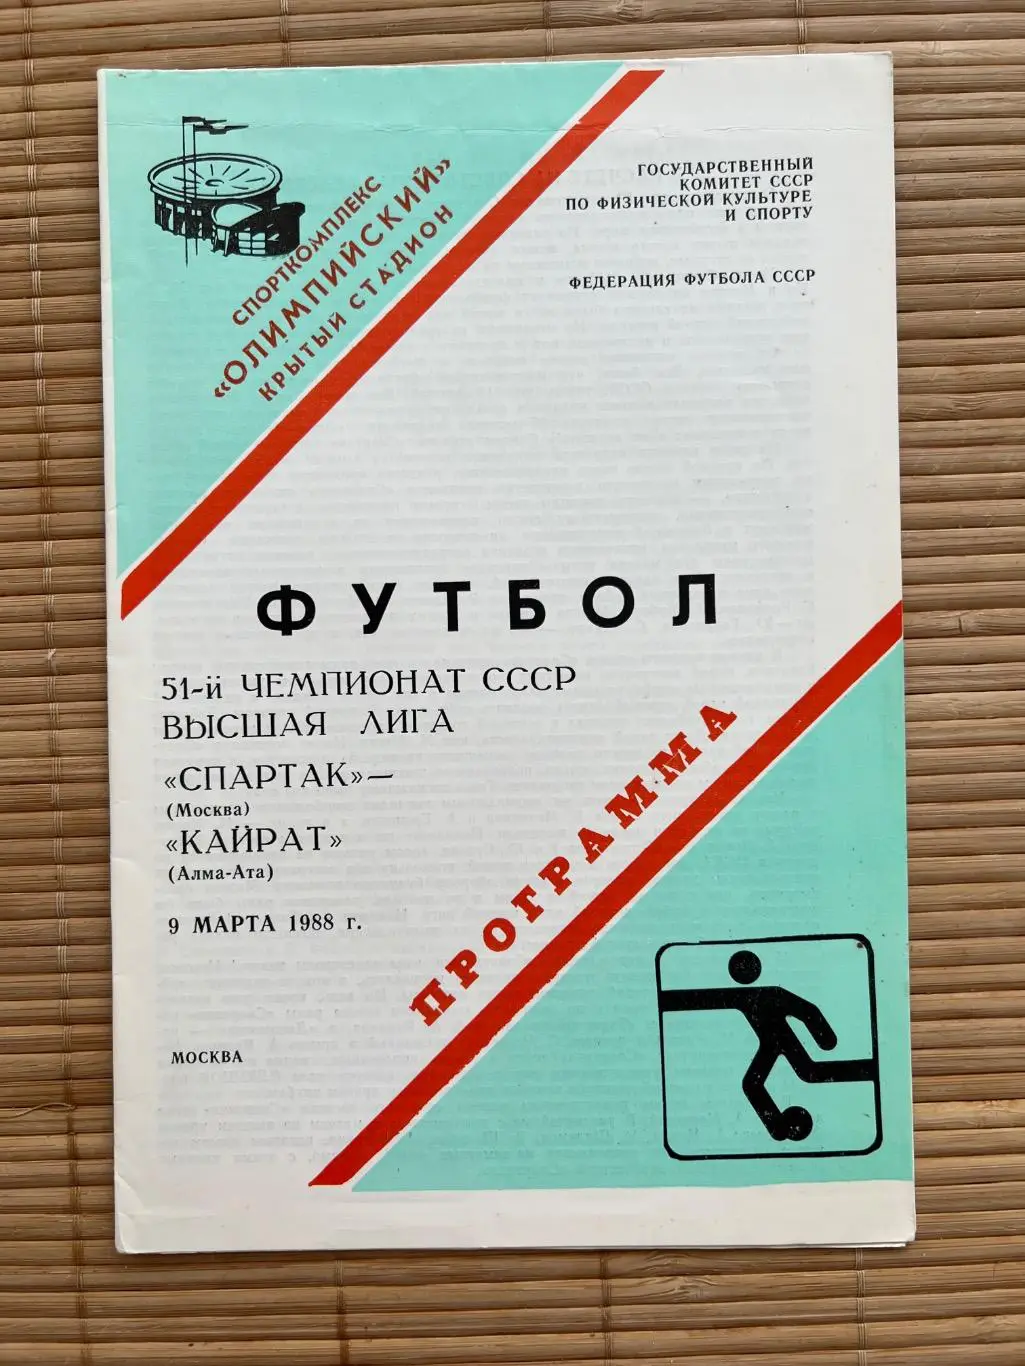 СПОРТКОМПЛЕКС
«ОЛИМПИЙСКИЙ»
КРЫТЫЙ СТАДИОН
ГОСУДАРСТВЕННЫЙ
КОМИТЕТ СССР
ПО ФИЗИЧЕСКОЙ КУЛЬТУРЕ
И СПОРТУ
ФЕДЕРАЦИЯ ФУТБОЛА СССР
ФУТБОЛ
51-й ЧЕМПИОНАТ СССР
ВЫСШАЯ ЛИГА
«СПАРТАК» —
(Москва)
«КАЙРАТ»
(Алма-Ата)
9 МАРТА 1988 г.
ПРОГРАММА
МОСКВА